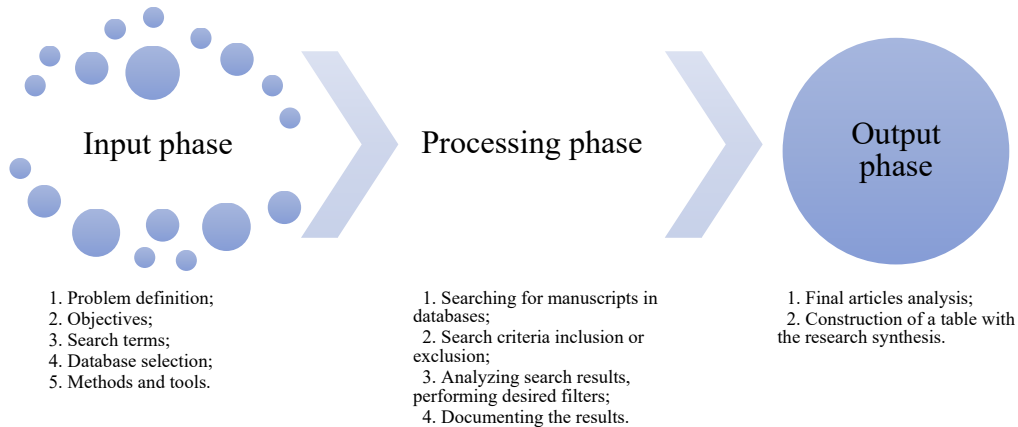 Input phase
Processing phase
Output
phase
1. Problem definition;
2. Objectives;
3. Search terms;
4. Database selection;
5. Methods and tools.
1. Searching for manuscripts in
databases;
2. Search criteria inclusion or
exclusion;
3. Analyzing search results,
performing desired filters;
4. Documenting the results.
1. Final articles analysis;
2. Construction of a table with
the research synthesis.